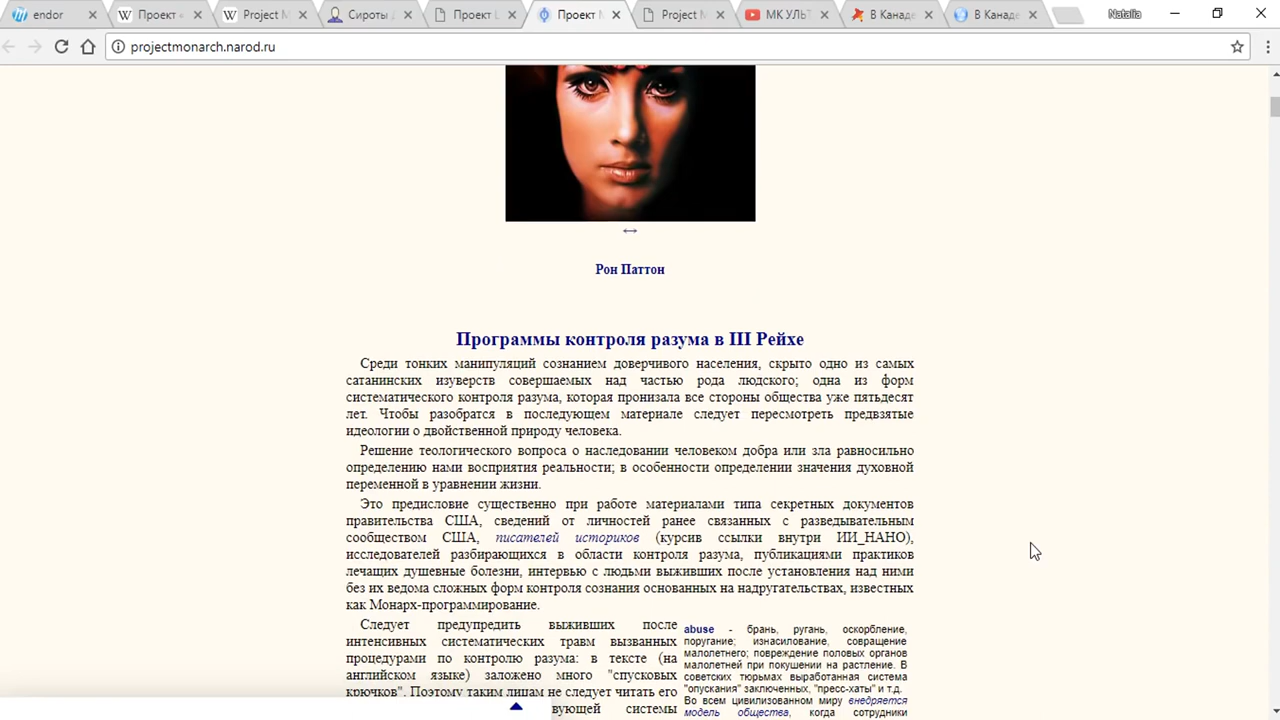 endor
Проект «
Project M
Сироты Д
Проект L
Проект М
Project M
МК УЛЬТ
В Канаде
В Канаде
Natalia
projectmonarch.narod.ru
Рон Паттон
Программы контроля разума в III Рейхе
Среди тонких манипуляций сознанием доверчивого населения, скрыто одно из самых
сатанинских изуверств совершаемых над частью рода людского; одна из форм
систематического контроля разума, которая пронизала все стороны общества уже пятьдесят
лет. Чтобы разобратся в последующем материале следует пересмотреть предвзятые
идеологии о двойственной природу человека.
Решение теологического вопроса о наследовании человеком добра или зла равносильно
определению нами восприятия реальности; в особенности определении значения духовной
переменной в уравнении жизни.
Это предисловие существенно при работе материалами типа секретных документов
правительства США, сведений от личностей ранее связанных с разведывательным
сообществом США, писателей историков (курсив ссылки внутри ИИ_НАНО),
исследователей разбирающихся в области контроля разума, публикациями практиков
лечащих душевные болезни, интервью с людьми выживших после установления над ними
без их ведома сложных форм контроля сознания основанных на надругательствах, известных
как Монарх-программирование.
Следует предупредить выживших после
интенсивных систематических травм вызванных
процедурами по контролю разума: в тексте (на
английском языке) заложено много "спусковых
крючков". Поэтому таким лицам не следует читать его
вующей системы
abuse - брань, ругань, оскорбление,
поругание; изнасилование, совращение
малолетнего; повреждение половых органов
малолетней при покушении на растление. В
советских тюрьмах выработанная система
"опускания" заключенных, "пресс-хаты" и т.д.
Во всем цивилизованном миру внедряется
модель общества, когда сотрудники